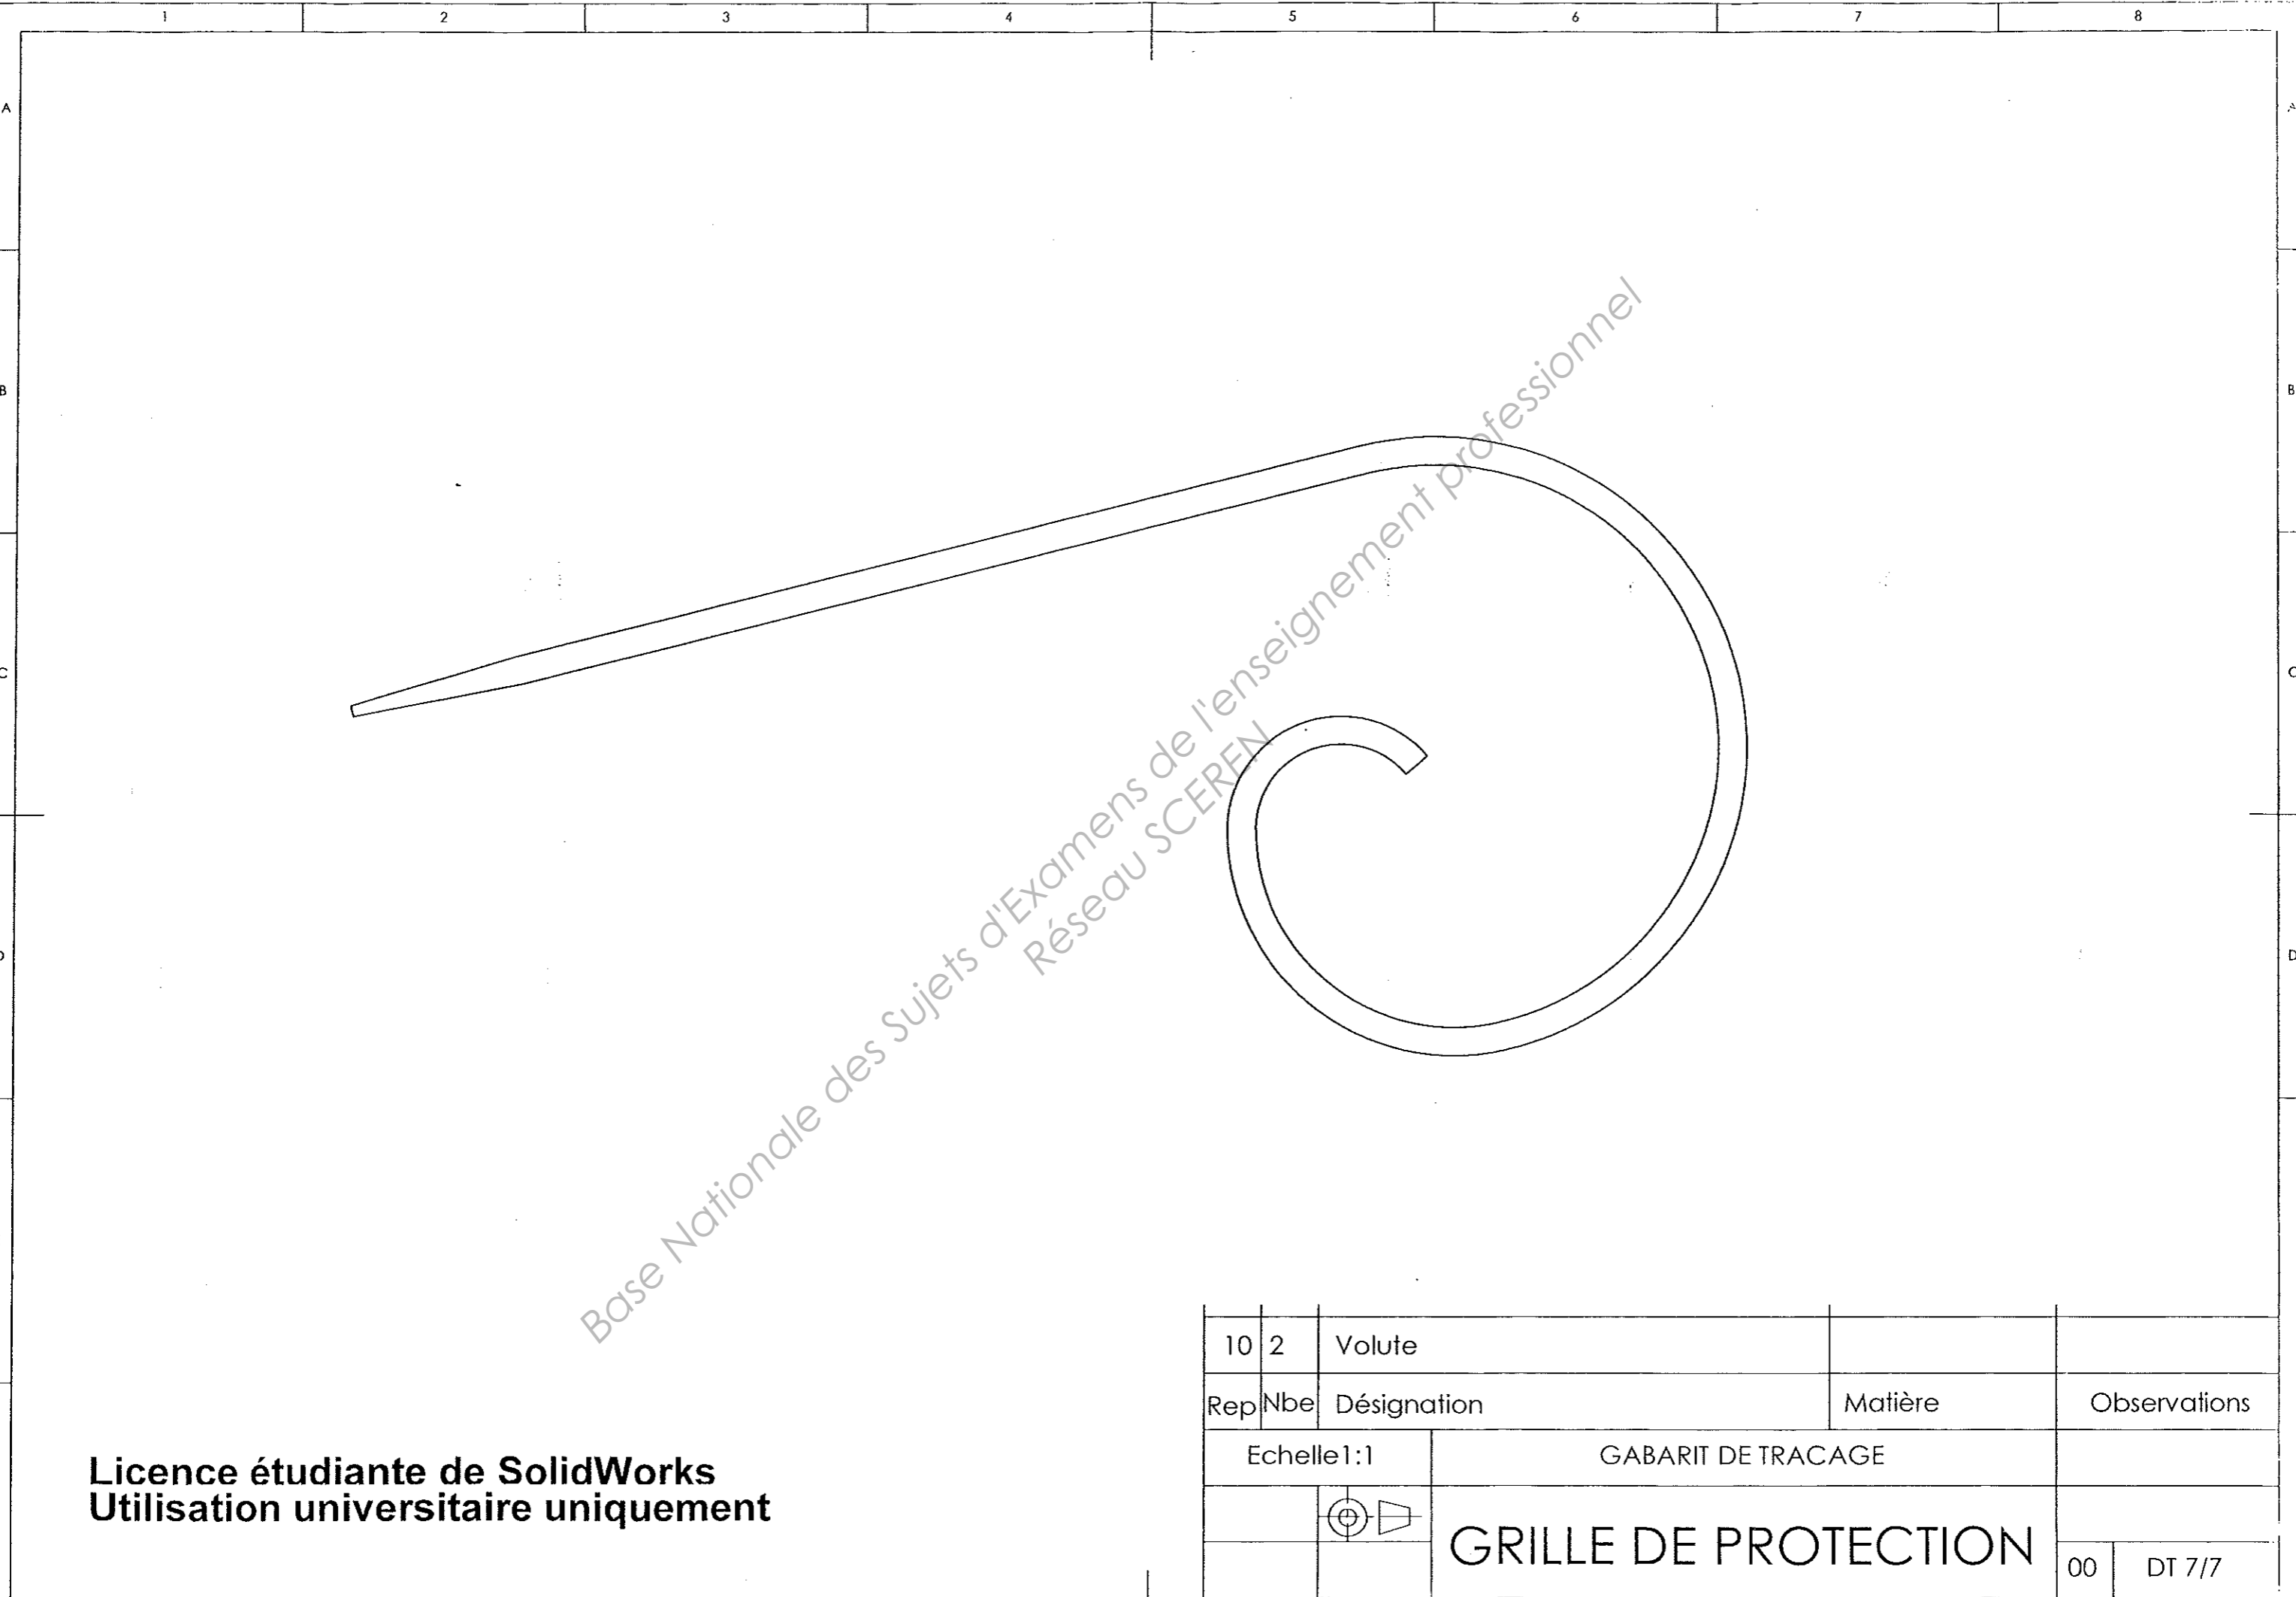 1 2 3 4 5 6 7 8
A
B B
C C
D
Base Nationale des Sujets d'Examens de l'enseignement professionnel
Réseau SCEREN
10 2 Volute
Rep Nbe Désignation Matière Observations
Echelle1:1 GABARIT DE TRACAGE
Licence étudiante de SolidWorks
Utilisation universitaire uniquement
GRILLE DE PROTECTION
00 DT 7/7